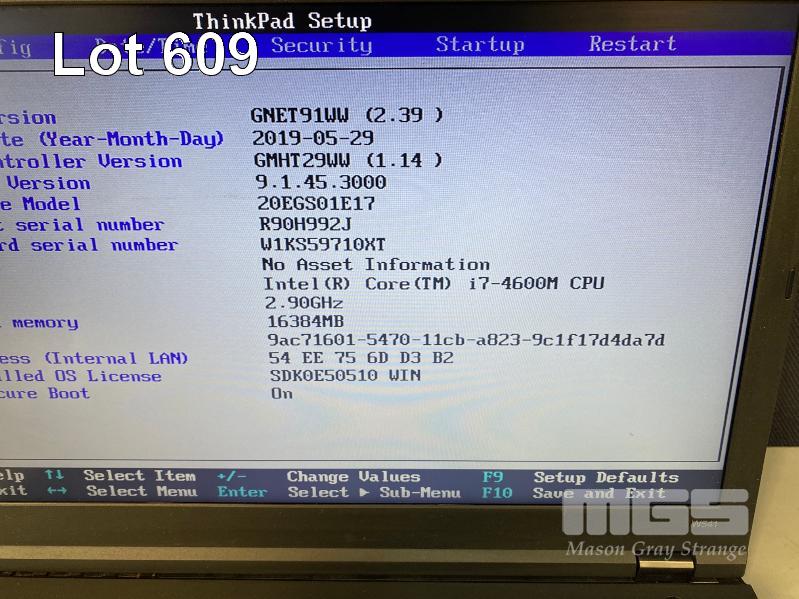 ThinkPad Setup
fig Date/Time Security Startup Restart
Lot 609
rsion GNET91WW (2.39 )
te (Year-Month-Day) 2019-05-29
ntroller Version GMHT29WW (1.14 )
Version 9.1.45.3000
e Model 20EGS01E17
t serial number R90H992J
rd serial number W1KS59710XT
No Asset Information
Intel(R) Core(TM) i7-4600M CPU
2.90GHz
memory 16384MB
9ac71601-5470-11cb-a823-9c1f17d4da7d
ess (Internal LAN) 54 EE 75 6D D3 B2
lled OS License SDK0E50510 WIN
cure Boot On
elp ↑↓ Select Item +/- Change Values F9 Setup Defaults
xit ↔ Select Menu Enter Select ▶ Sub-Menu F10 Save and Exit
MGS
WS41
Mason Gray Strange